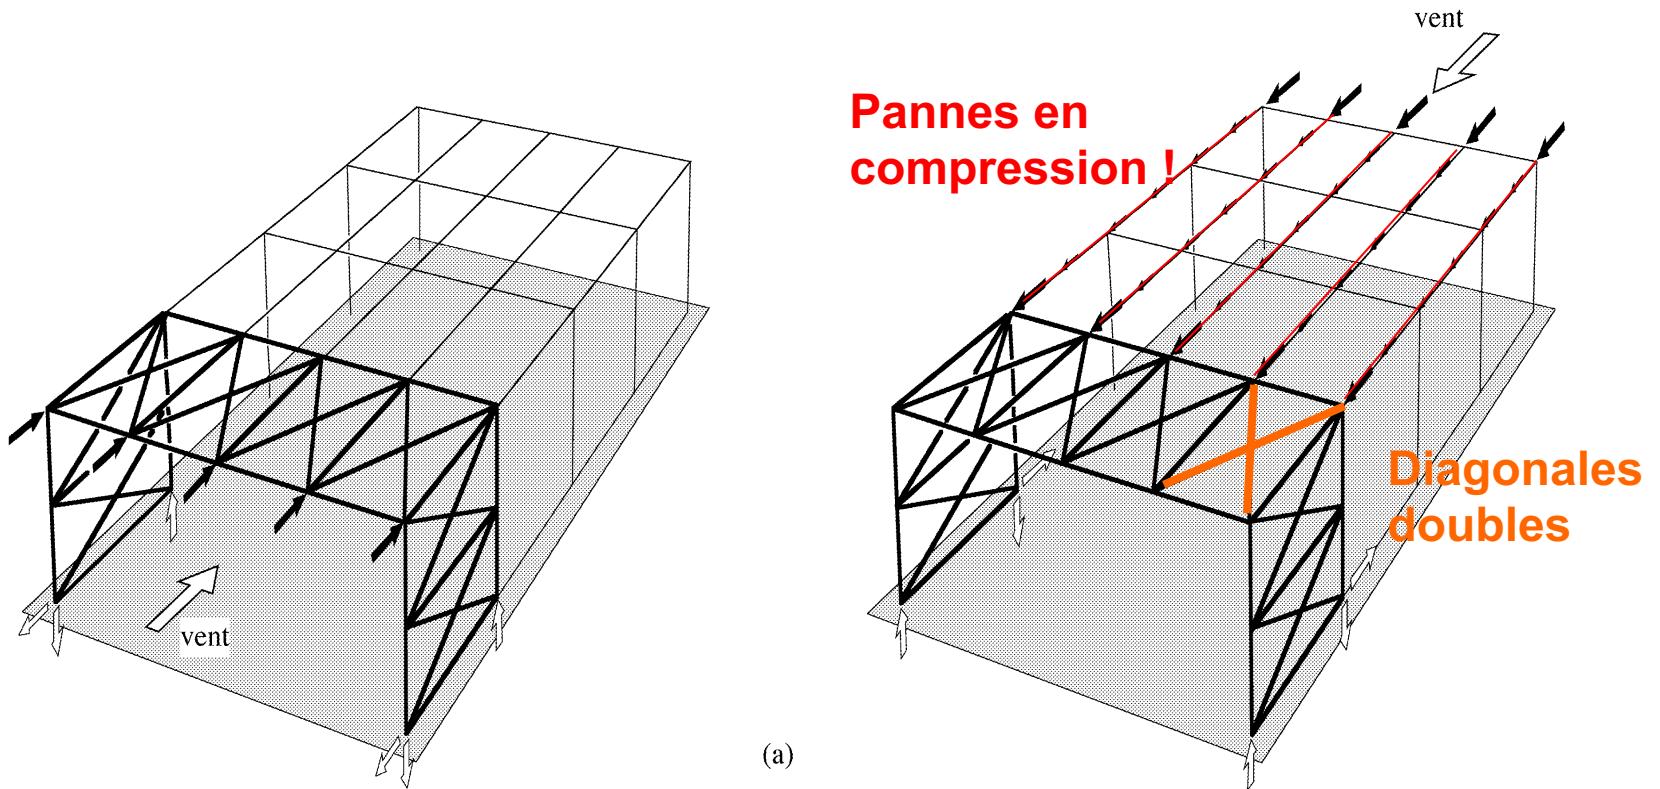 vent
Pannes en
compression !
Diagonales
doubles
vent
(a)